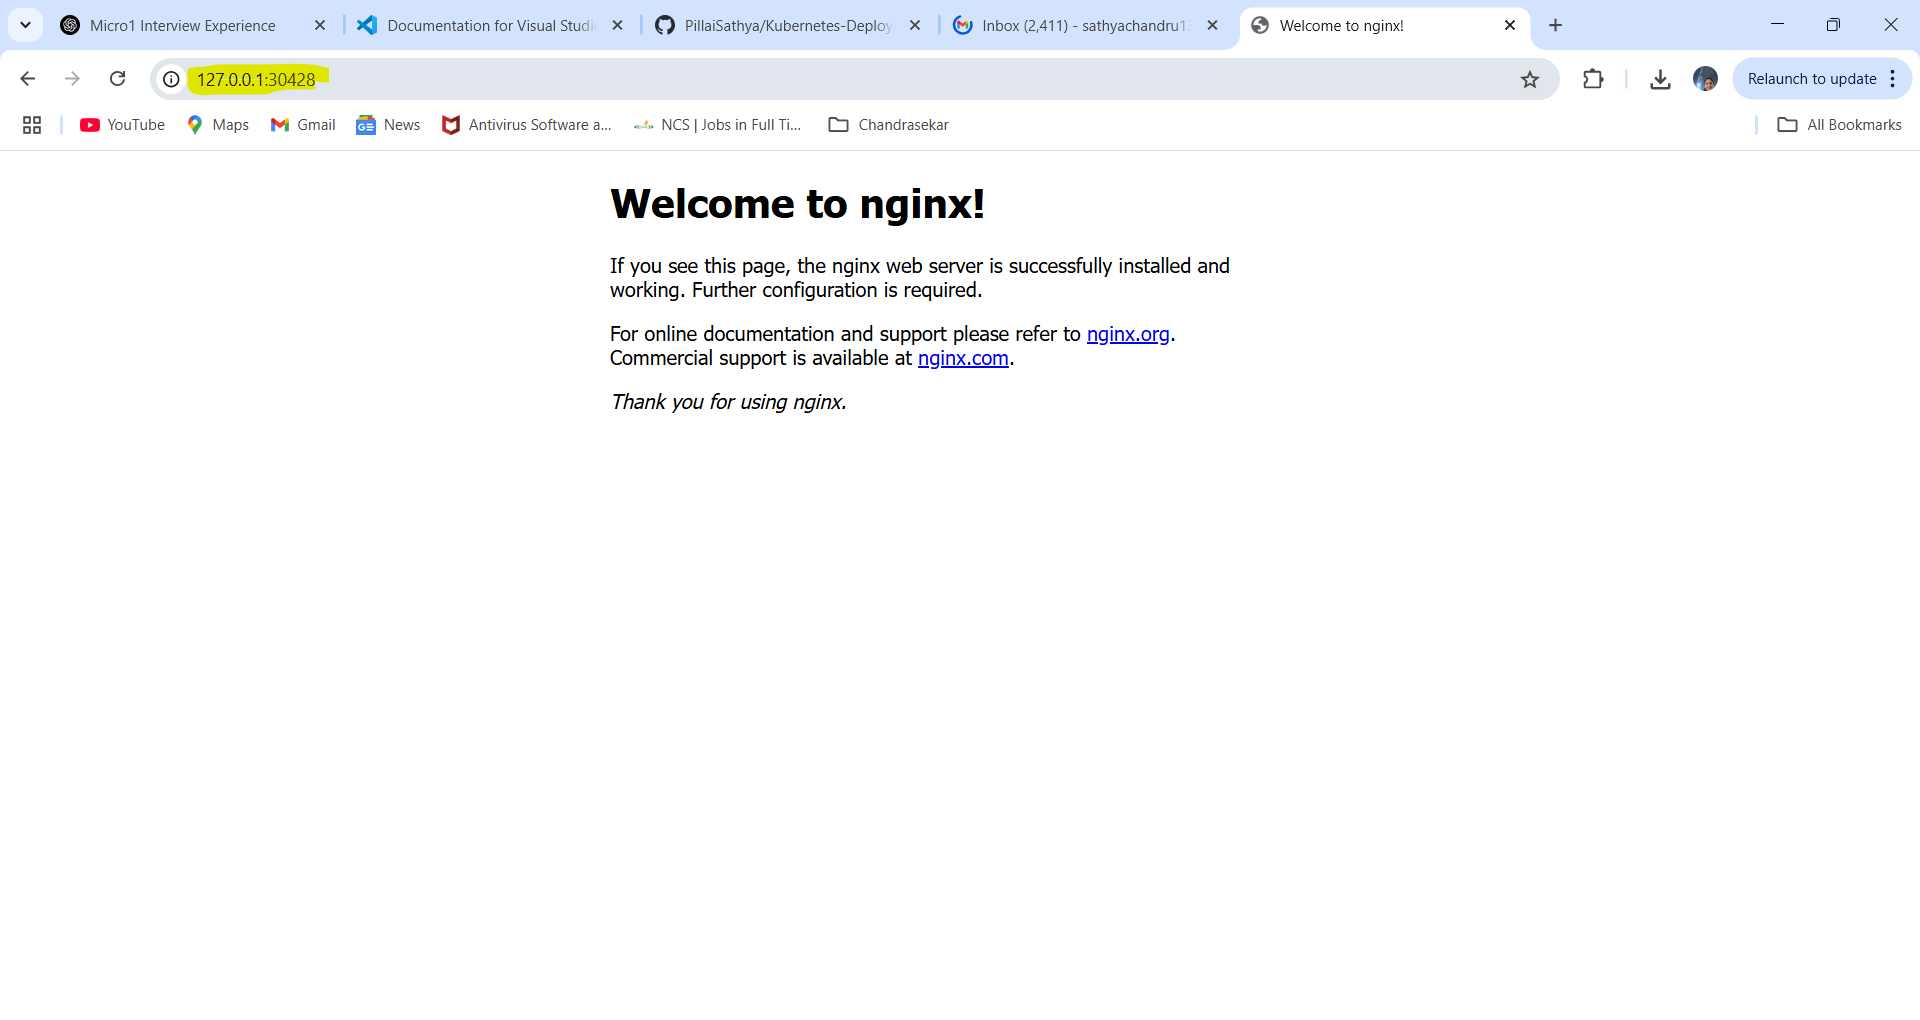 Micro1 Interview Experience
Documentation for Visual Studi
PillaiSathya/Kubernetes-Deploy
Inbox (2,411) - sathyachandru13
Welcome to nginx!
127.0.0.1:30428
Relaunch to update
YouTube
Maps
Gmail
News
Antivirus Software a...
NCS | Jobs in Full Ti...
Chandrasekar
All Bookmarks
Welcome to nginx!
If you see this page, the nginx web server is successfully installed and
working. Further configuration is required.
For online documentation and support please refer to nginx.org.
Commercial support is available at nginx.com.
Thank you for using nginx.